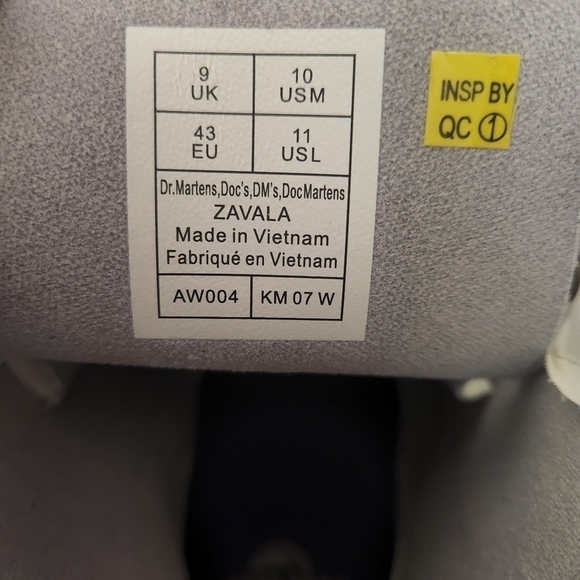 9
UK
10
USM
43
EU
11
USL
Dr.Martens,Doc's,DM's,DocMartens
ZAVALA
Made in Vietnam
Fabriqué en Vietnam
AW004
KM 07 W
INSP BY
QC ①